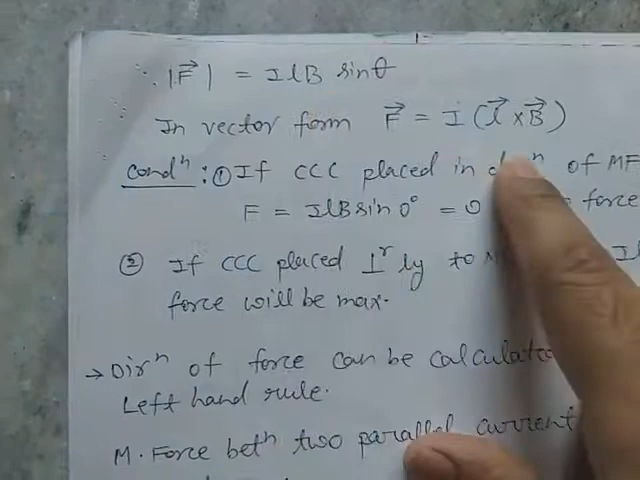 ∴ |F⃗| = IlB sinθ
In vector form F⃗ = I (l⃗ × B⃗)
Condⁿ : ① If CCC placed in of MF
F = IlB sin 0° = 0 force
② If CCC placed ⊥ʳ ly to
force will be max.
→ Dirⁿ of force can be calculated
Left hand rule.
M. Force betⁿ two parallel current